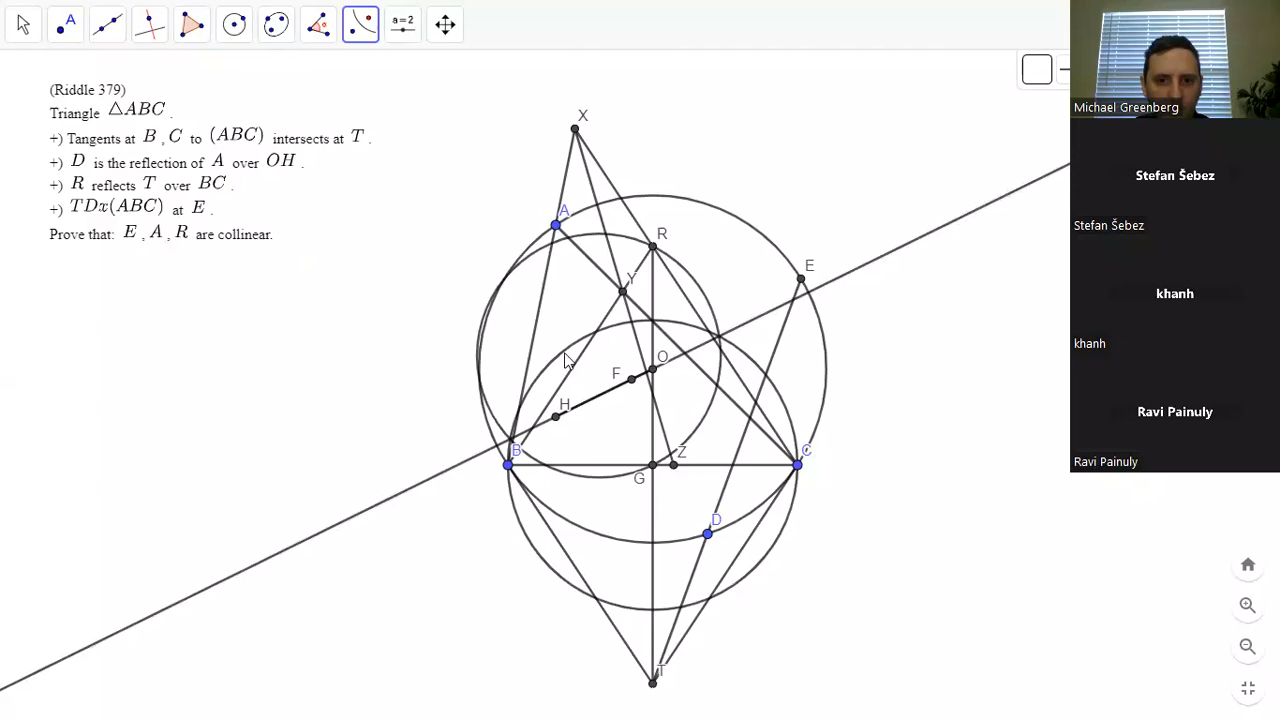 a=2
(Riddle 379)
Triangle △ABC .
+) Tangents at B , C to (ABC) intersects at T .
+) D is the reflection of A over OH .
+) R reflects T over BC .
+) TDx(ABC) at E .
Prove that: E , A , R are collinear.
X
A
R
E
Y
O
F
H
B
Z
C
G
D
T
Michael Greenberg
Stefan Šebez
Stefan Šebez
khanh
khanh
Ravi Painuly
Ravi Painuly